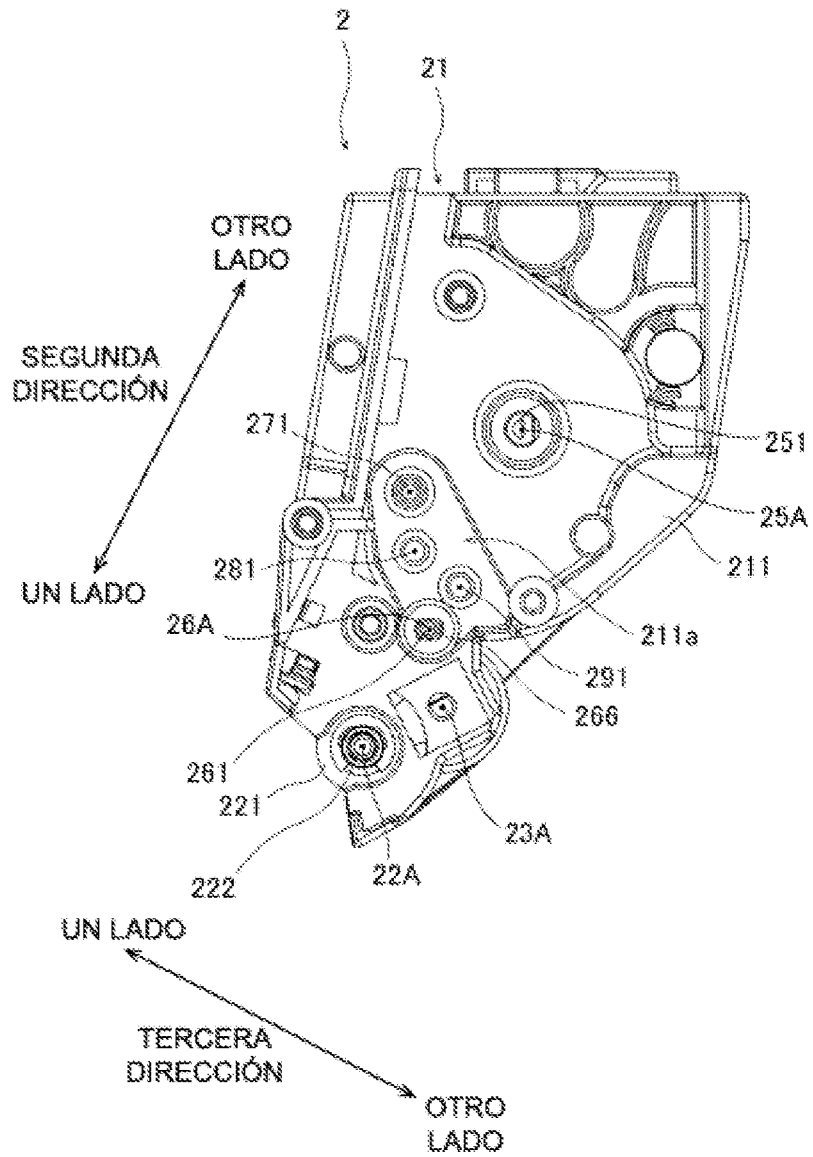 2
21
OTRO
LADO
SEGUNDA
DIRECCIÓN
271
251
25A
281
211
UN LADO
26A
211a
291
266
261
221
23A
222
22A
UN LADO
TERCERA
DIRECCIÓN
OTRO
LADO